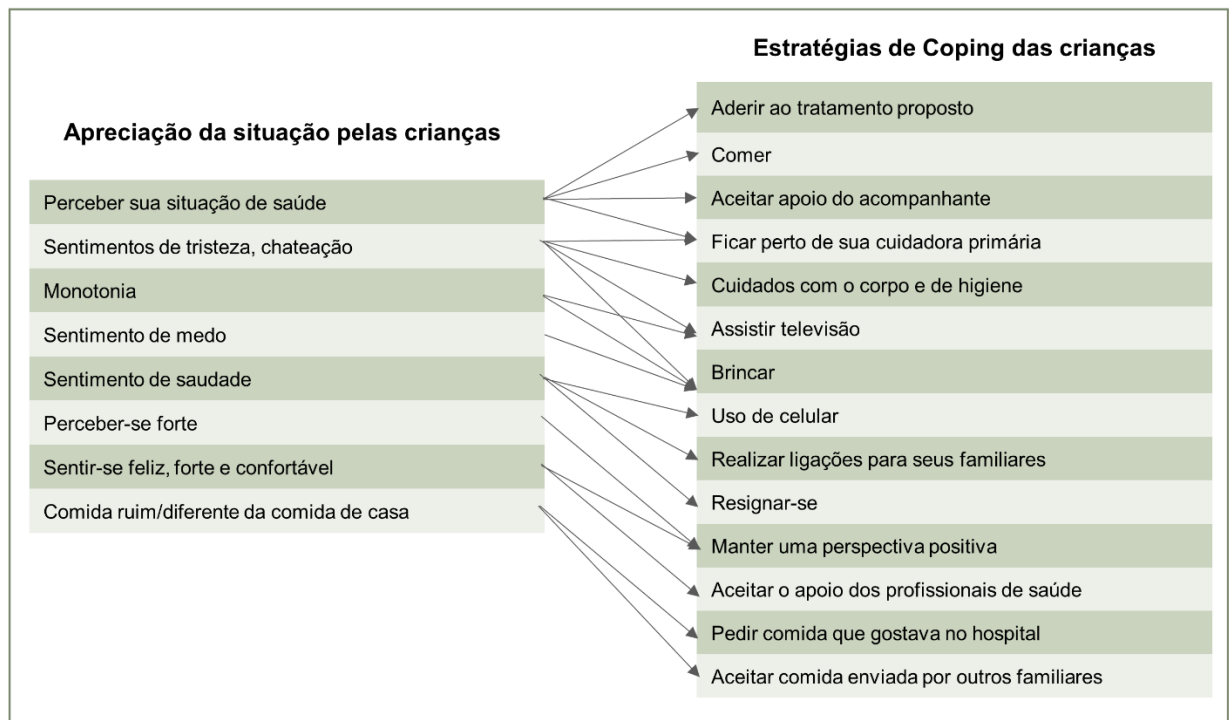 Apreciação da situação pelas crianças
Perceber sua situação de saúde
Sentimentos de tristeza, chateação
Monotonia
Sentimento de medo
Sentimento de saudade
Perceber-se forte
Sentir-se feliz, forte e confortável
Comida ruim/diferente da comida de casa
Estratégias de Coping das crianças
Aderir ao tratamento proposto
Comer
Aceitar apoio do acompanhante
Ficar perto de sua cuidadora primária
Cuidados com o corpo e de higiene
Assistir televisão
Brincar
Uso de celular
Realizar ligações para seus familiares
Resignar-se
Manter uma perspectiva positiva
Aceitar o apoio dos profissionais de saúde
Pedir comida que gostava no hospital
Aceitar comida enviada por outros familiares